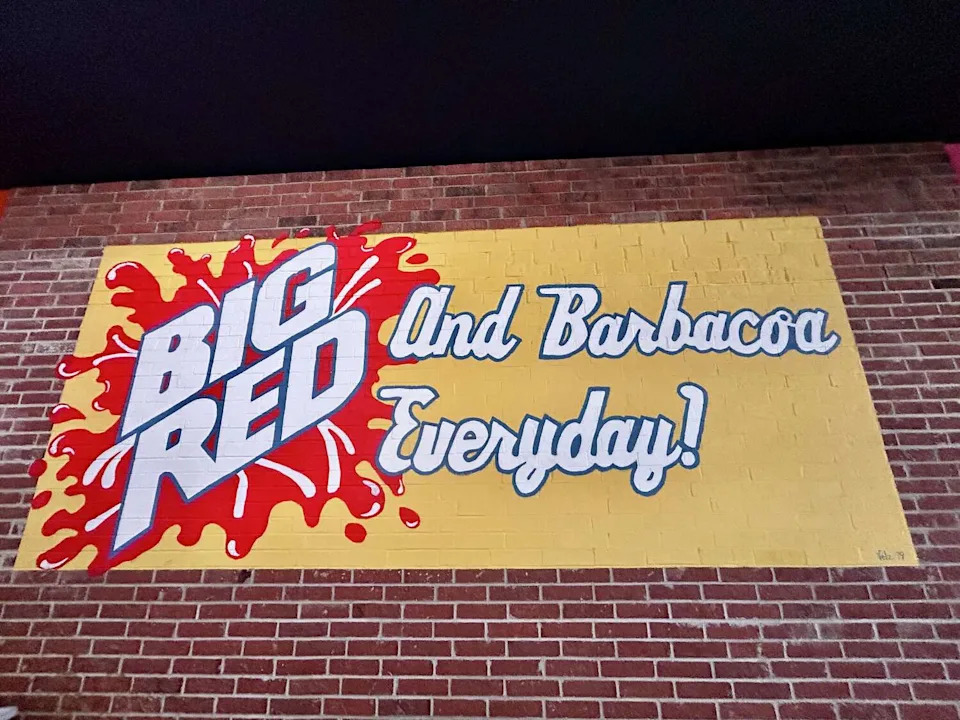 BIG
RED
And Barbacoa
Everyday!